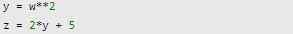 y = w**2
z = 2*y + 5